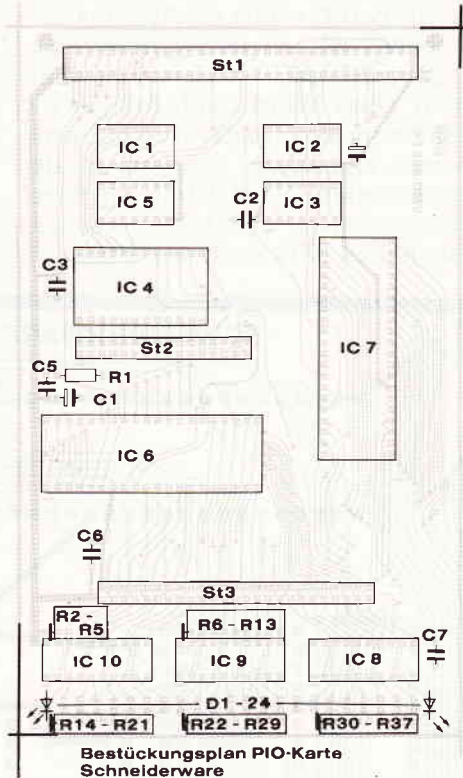 St1
IC 1
IC 2
IC 5
C2
IC 3
C3
IC 4
IC 7
St2
C5
R1
C1
IC 6
C6
St3
R2 -
R5
R6 - R13
C7
IC 10
IC 9
IC 8
D1 - 24
R14 - R21
R22 - R29
R30 - R37
Bestückungsplan PIO-Karte
Schneiderware